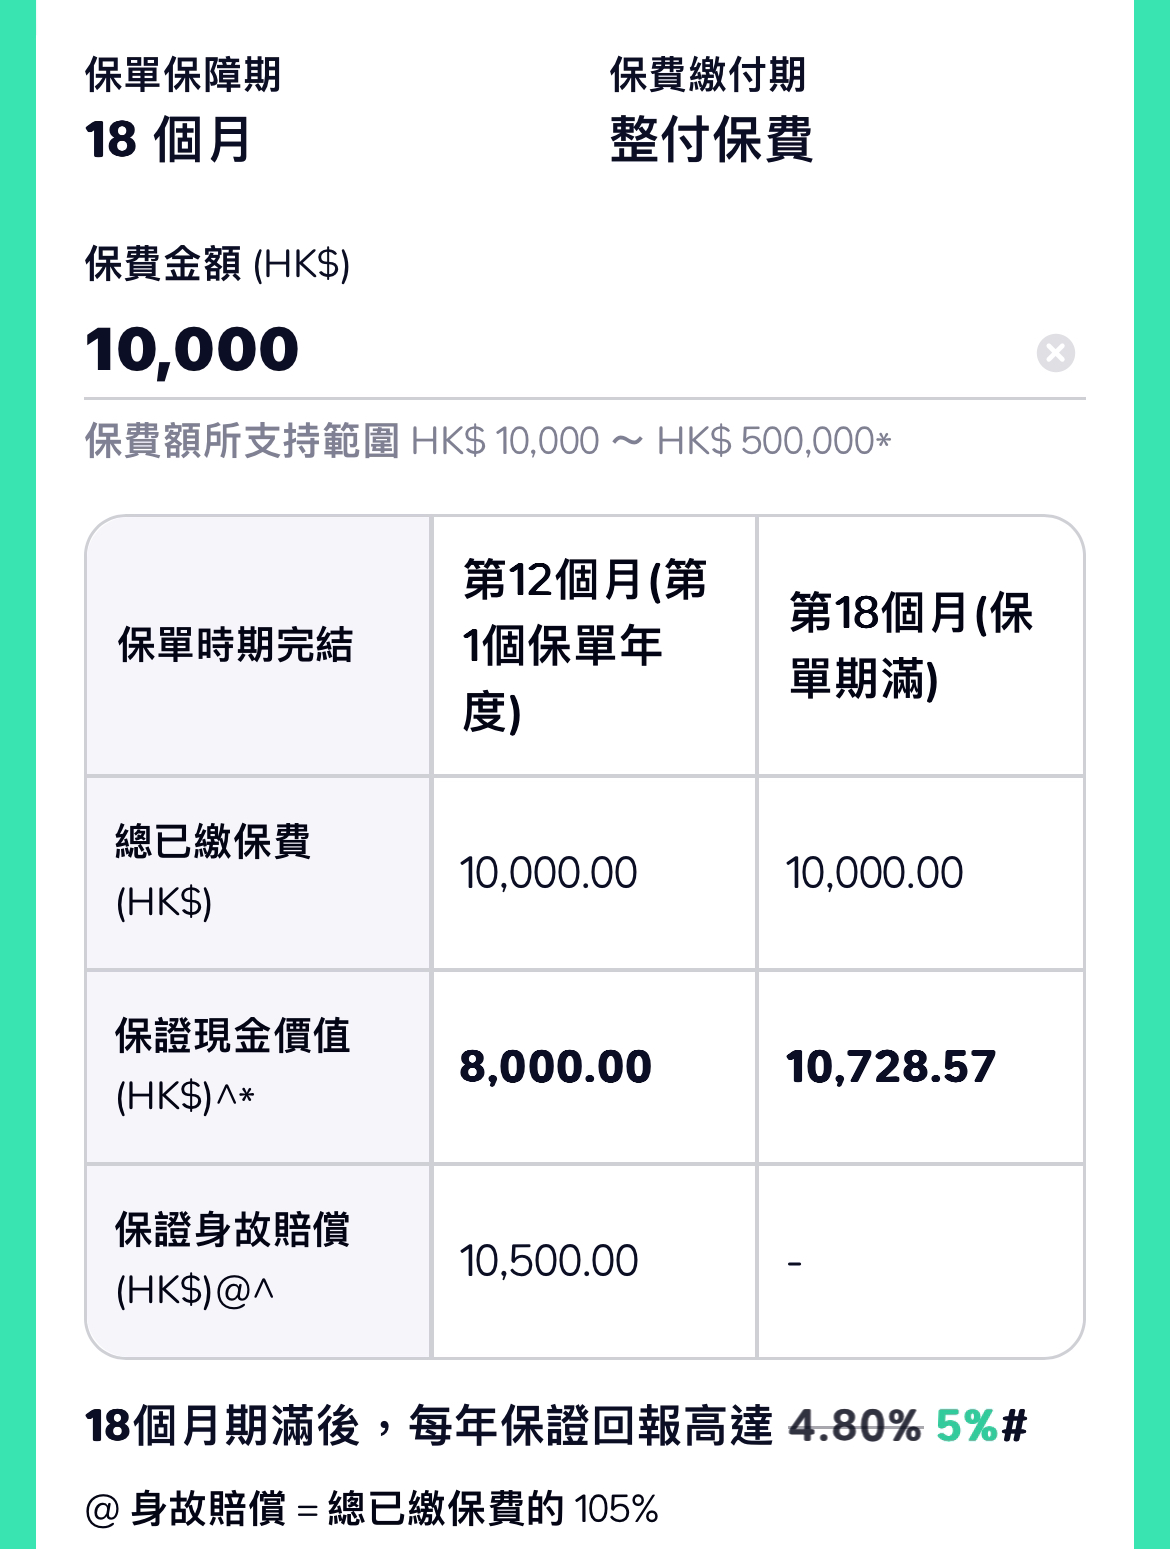 保單保障期
18 個月
保費繳付期
整付保費
保費金額 (HK$)
10,000
保費額所支持範圍 HK$ 10,000 ～ HK$ 500,000*
保單時期完結
第12個月(第
1個保單年
度)
第18個月(保
單期滿)
總已繳保費
(HK$)
10,000.00
10,000.00
保證現金價值
(HK$)^*
8,000.00
10,728.57
保證身故賠償
(HK$)@^
10,500.00
-
18個月期滿後，每年保證回報高達 4.80% 5%#
@ 身故賠償 = 總已繳保費的 105%